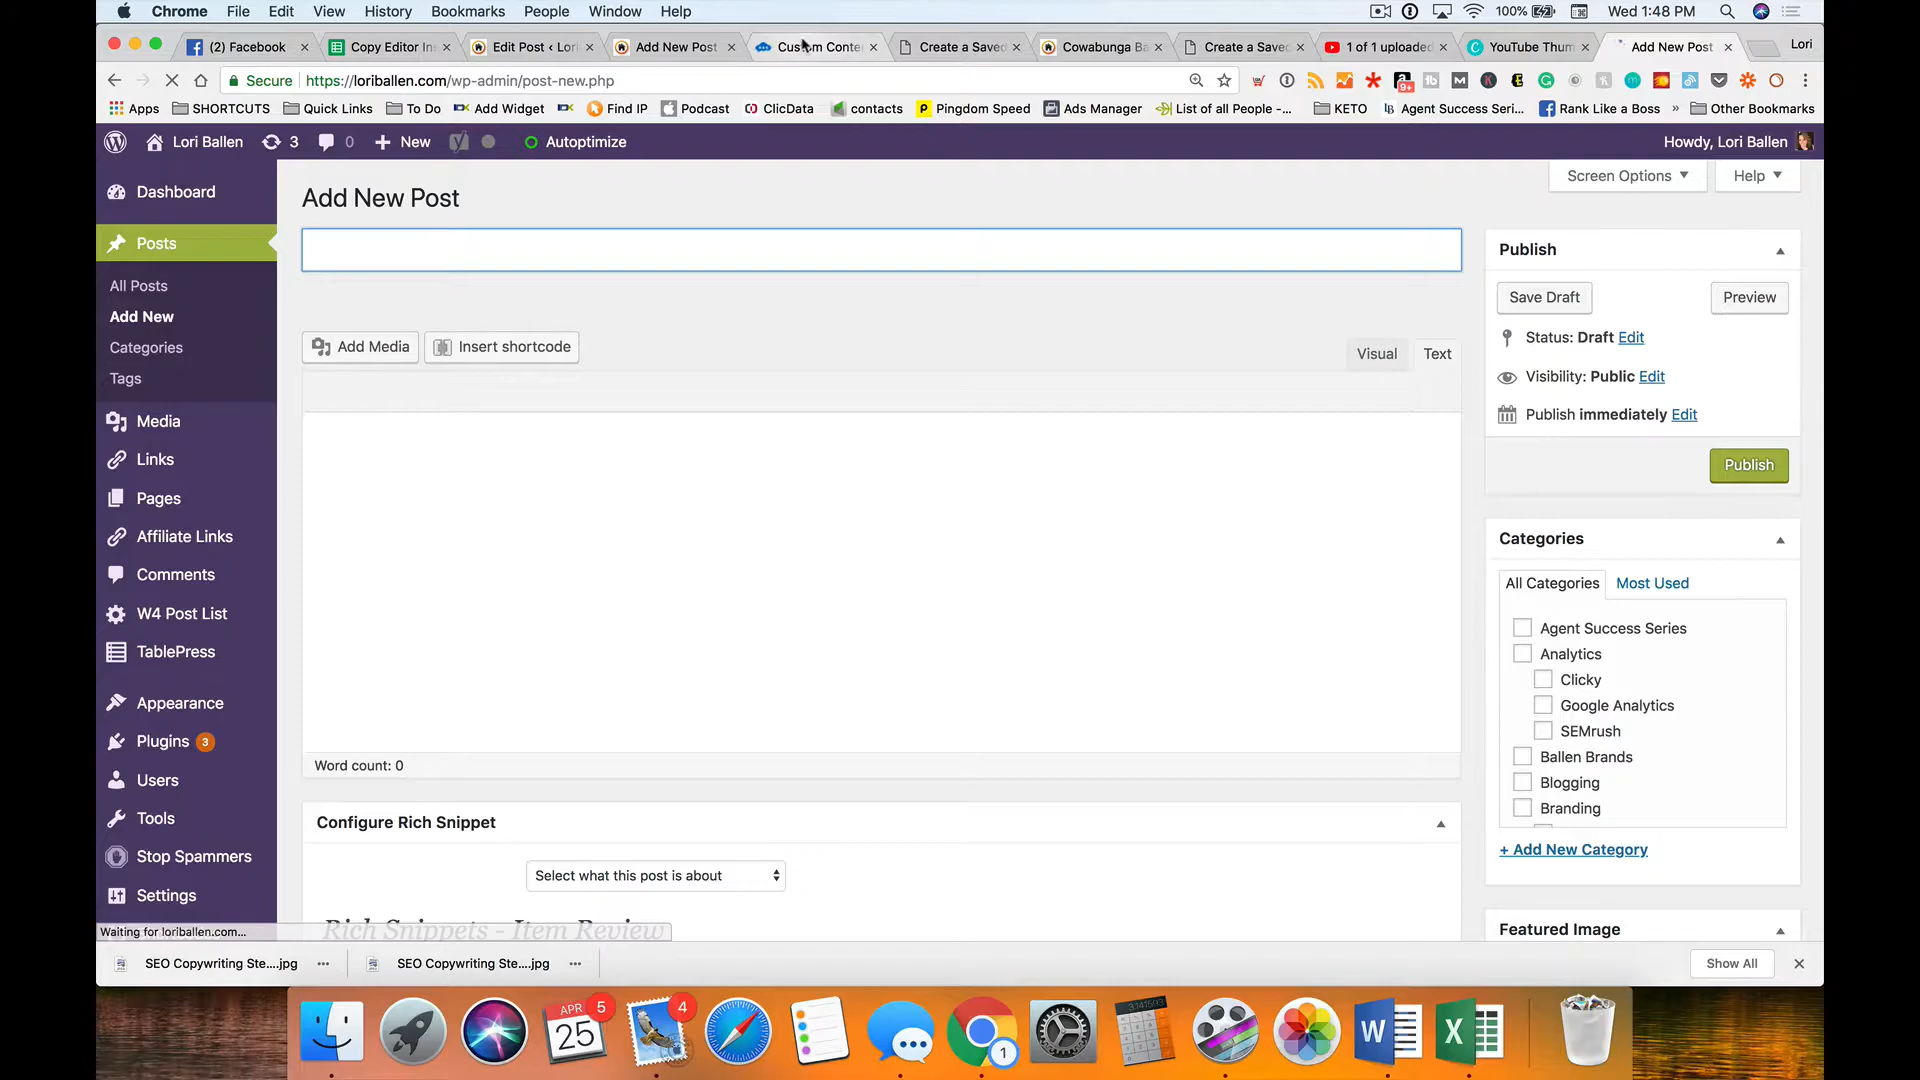 Chrome File Edit View History Bookmarks People Window Help
100% Wed 1:48 PM
(2) Facebook
Copy Editor In
Edit Post ‹ Lori
Add New Post
Custom Conte
Create a Saved
Cowabunga Ba
Create a Saved
1 of 1 uploaded
YouTube Thum
Add New Post
Lori
Secure https://loriballen.com/wp-admin/post-new.php
9+
Apps SHORTCUTS Quick Links To Do Add Widget Find IP Podcast ClicData contacts Pingdom Speed Ads Manager List of all People -... KETO Agent Success Seri... Rank Like a Boss » Other Bookmarks
Lori Ballen 3 0 + New Autoptimize Howdy, Lori Ballen
Screen Options Help
Dashboard
Posts
All Posts
Add New
Categories
Tags
Media
Links
Pages
Affiliate Links
Comments
W4 Post List
TablePress
Appearance
Plugins 3
Users
Tools
Stop Spammers
Settings
Add New Post
Add Media Insert shortcode
Visual Text
Word count: 0
Configure Rich Snippet
Select what this post is about
Rich Snippets - Item Review
Publish
Save Draft Preview
Status: Draft Edit
Visibility: Public Edit
Publish immediately Edit
Publish
Categories
All Categories Most Used
Agent Success Series
Analytics
Clicky
Google Analytics
SEMrush
Ballen Brands
Blogging
Branding
+ Add New Category
Featured Image
Waiting for loriballen.com...
SEO Copywriting Ste....jpg
SEO Copywriting Ste....jpg
Show All
APR
25
5
4
1
3.141593
W
X